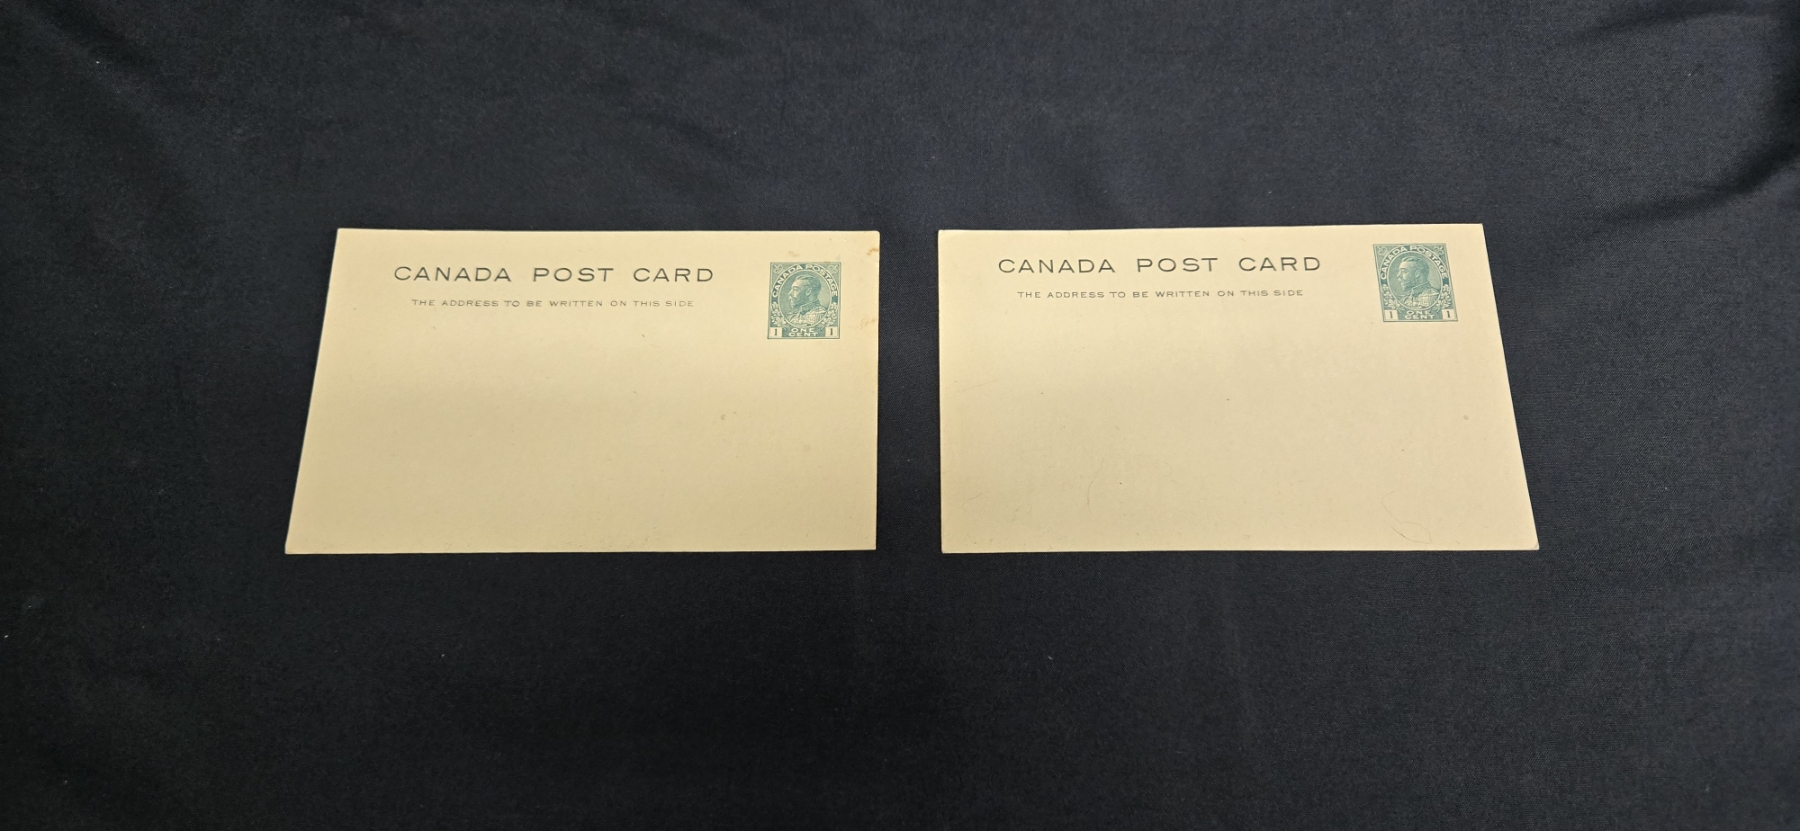 CANADA POST CARD
THE ADDRESS TO BE WRITTEN ON THIS SIDE
CANADA POSTAGE
1 ONE CENT 1
CANADA POST CARD
THE ADDRESS TO BE WRITTEN ON THIS SIDE
CANADA POSTAGE
1 ONE CENT 1